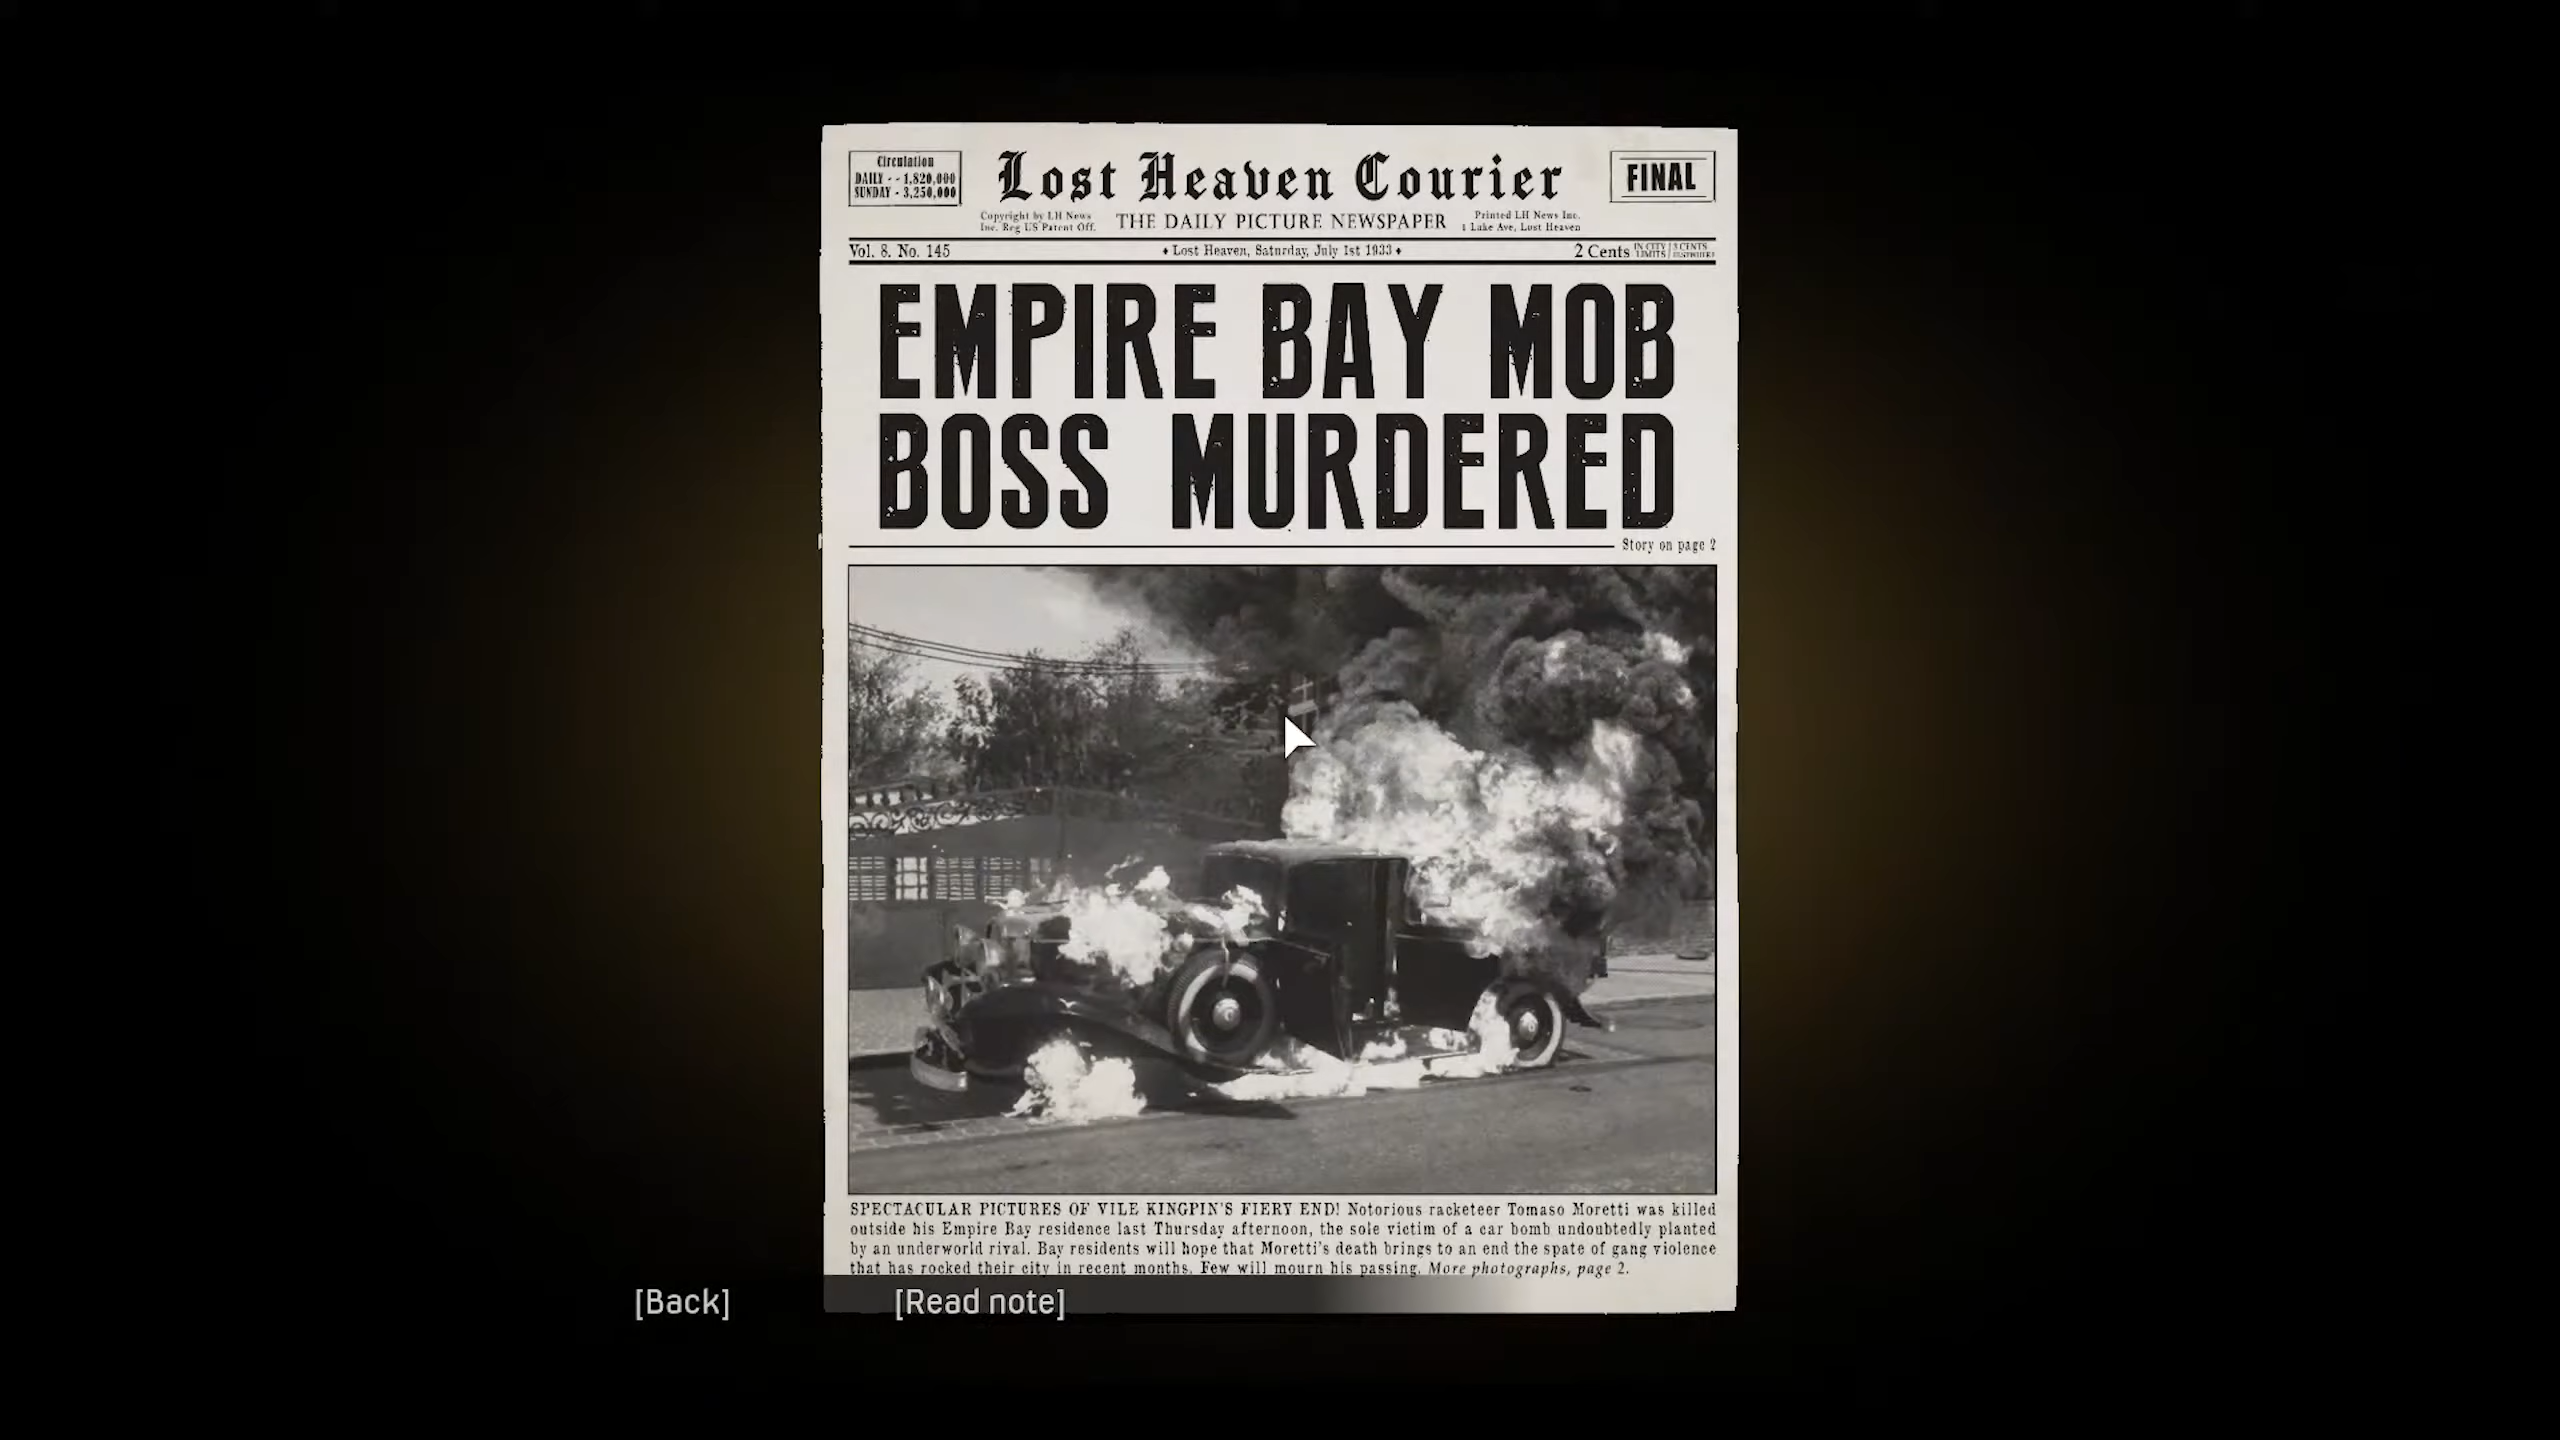 Circulation
DAILY - - 1,820,000
SUNDAY - 3,250,000
Lost Heaven Courier
FINAL
Copyright by LH News
Inc. Reg US Patent Off.
THE DAILY PICTURE NEWSPAPER
Printed LH News Inc.
1 Lake Ave, Lost Heaven
Vol. 8. No. 145
♦ Lost Heaven, Saturday, July 1st 1933 ♦
2 Cents
IN CITY
LIMITS
3 CENTS
EMPIRE BAY MOB
BOSS MURDERED
Story on page 2
SPECTACULAR PICTURES OF VILE KINGPIN'S FIERY END! Notorious racketeer Tomaso Moretti was killed
outside his Empire Bay residence last Thursday afternoon, the sole victim of a car bomb undoubtedly planted
by an underworld rival. Bay residents will hope that Moretti's death brings to an end the spate of gang violence
that has rocked their city in recent months. Few will mourn his passing. More photographs, page 2.
[Back]
[Read note]